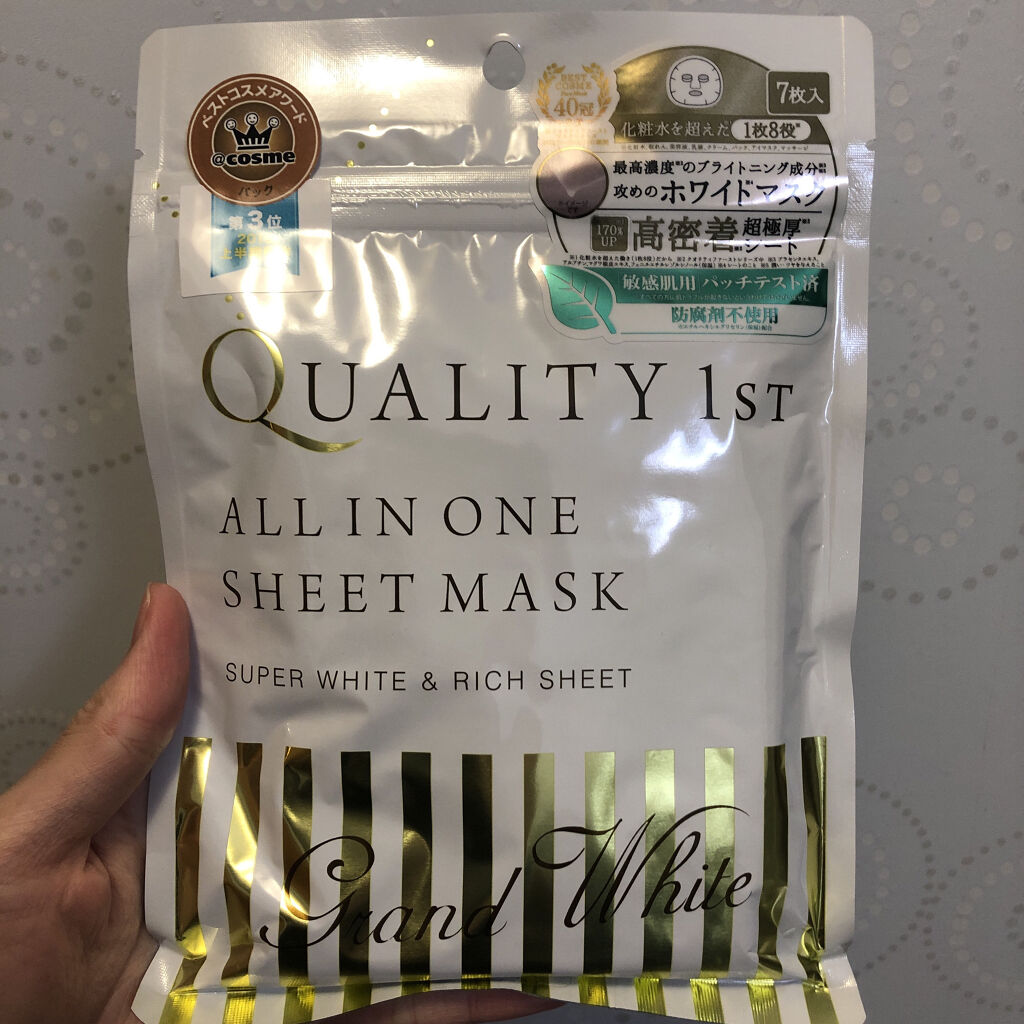 ベストコスメアワード
@cosme
パック
第3位
BEST
COSME
40冠
7枚入
化粧水を超えた 1枚8役
最高濃度のブライトニング成分
攻めのホワイトマスク
170%
UP
高密着 超極厚
シート
敏感肌用 パッチテスト済
防腐剤不使用
QUALITY 1ST
ALL IN ONE
SHEET MASK
SUPER WHITE & RICH SHEET
Grand White